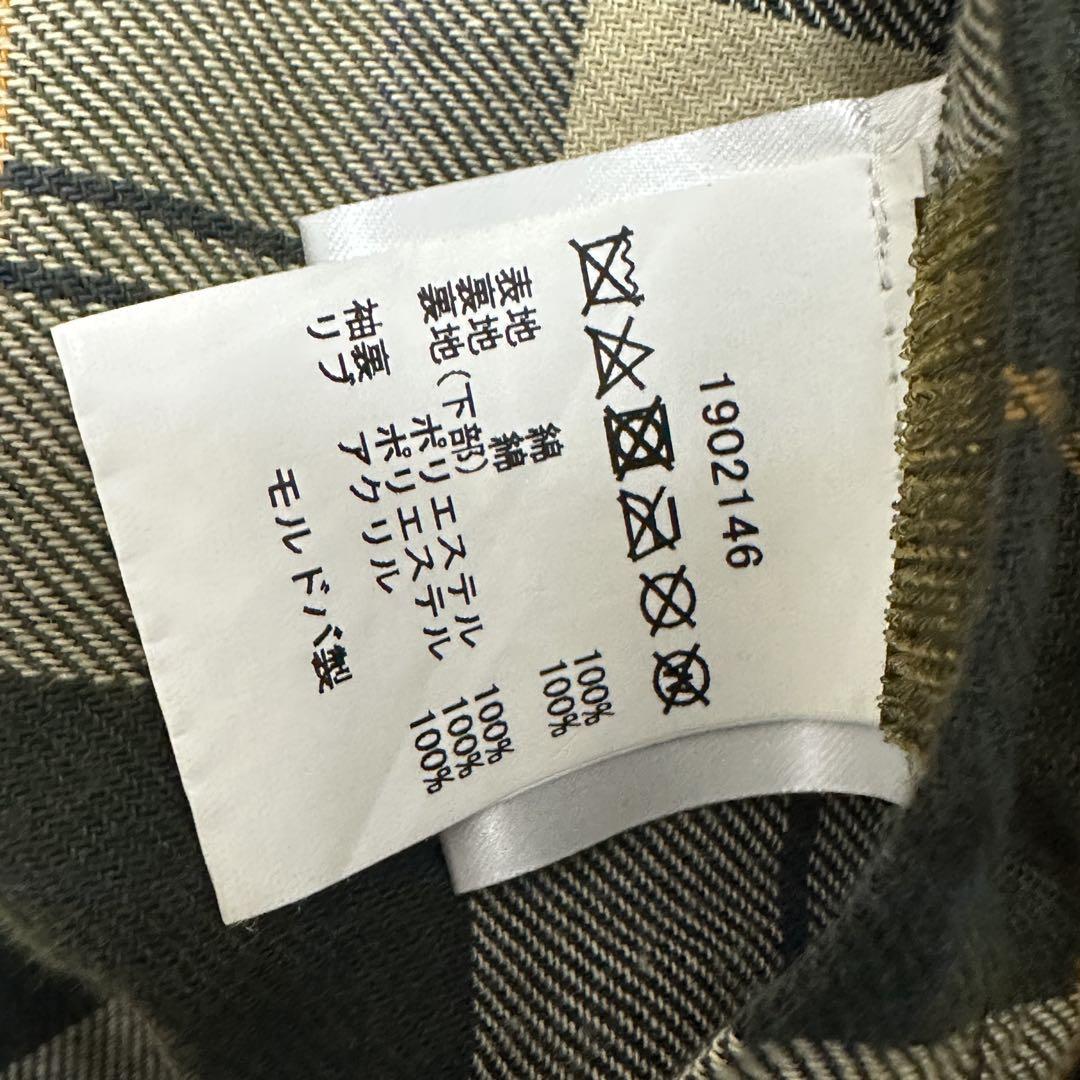 1902146
表地 綿 100%
裏地 綿 100%
裏地(下部) ポリエステル 100%
袖裏 ポリエステル 100%
リブ アクリル 100%
モルドバ製